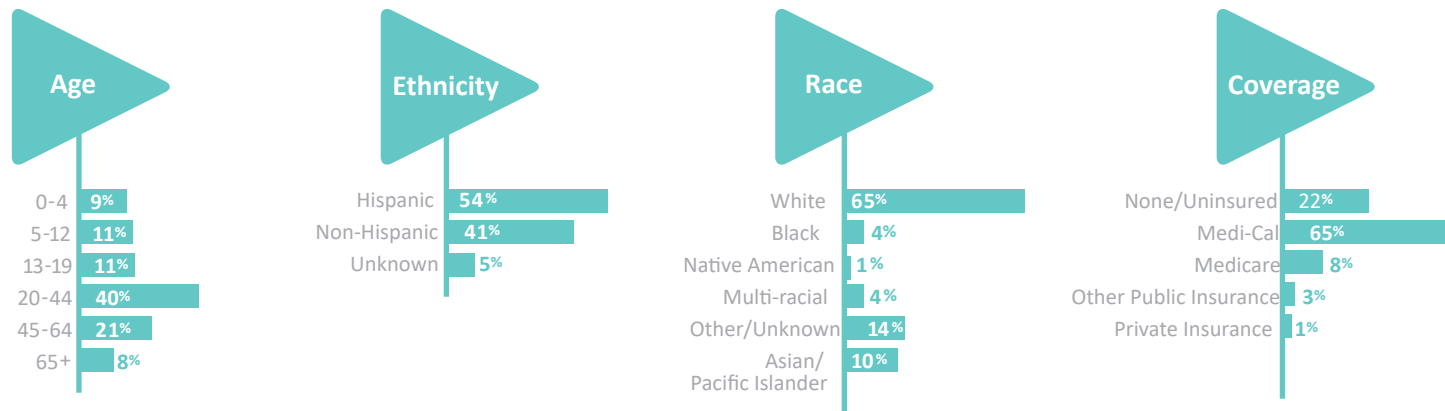 Age
0-4 9%
5-12 11%
13-19 11%
20-44 40%
45-64 21%
65+ 8%
Ethnicity
Hispanic 54%
Non-Hispanic 41%
Unknown 5%
Race
White 65%
Black 4%
Native American 1%
Multi-racial 4%
Other/Unknown 14%
Asian/ 10%
Pacific Islander
Coverage
None/Uninsured 22%
Medi-Cal 65%
Medicare 8%
Other Public Insurance 3%
Private Insurance 1%